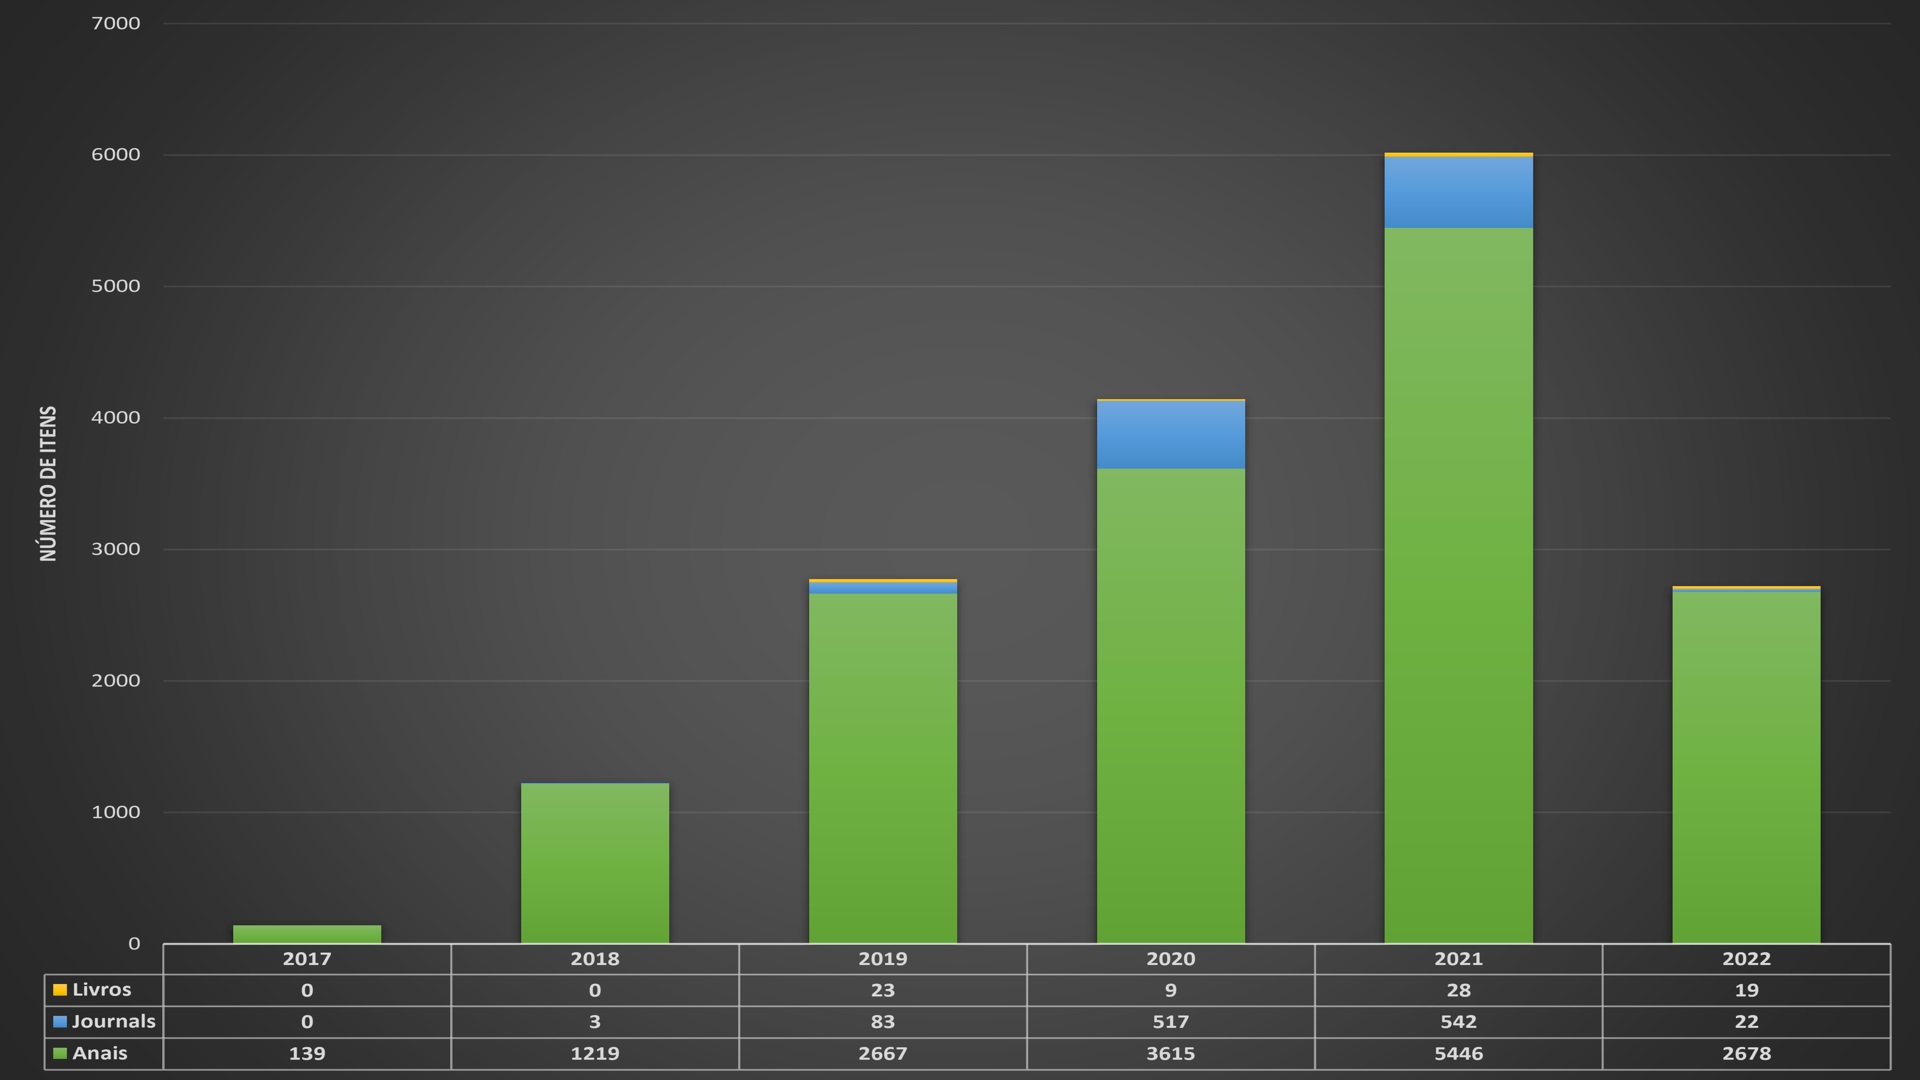 7000
6000
5000
4000
3000
2000
1000
0
NÚMERO DE ITENS
2017 2018 2019 2020 2021 2022
Livros 0 0 23 9 28 19
Journals 0 3 83 517 542 22
Anais 139 1219 2667 3615 5446 2678